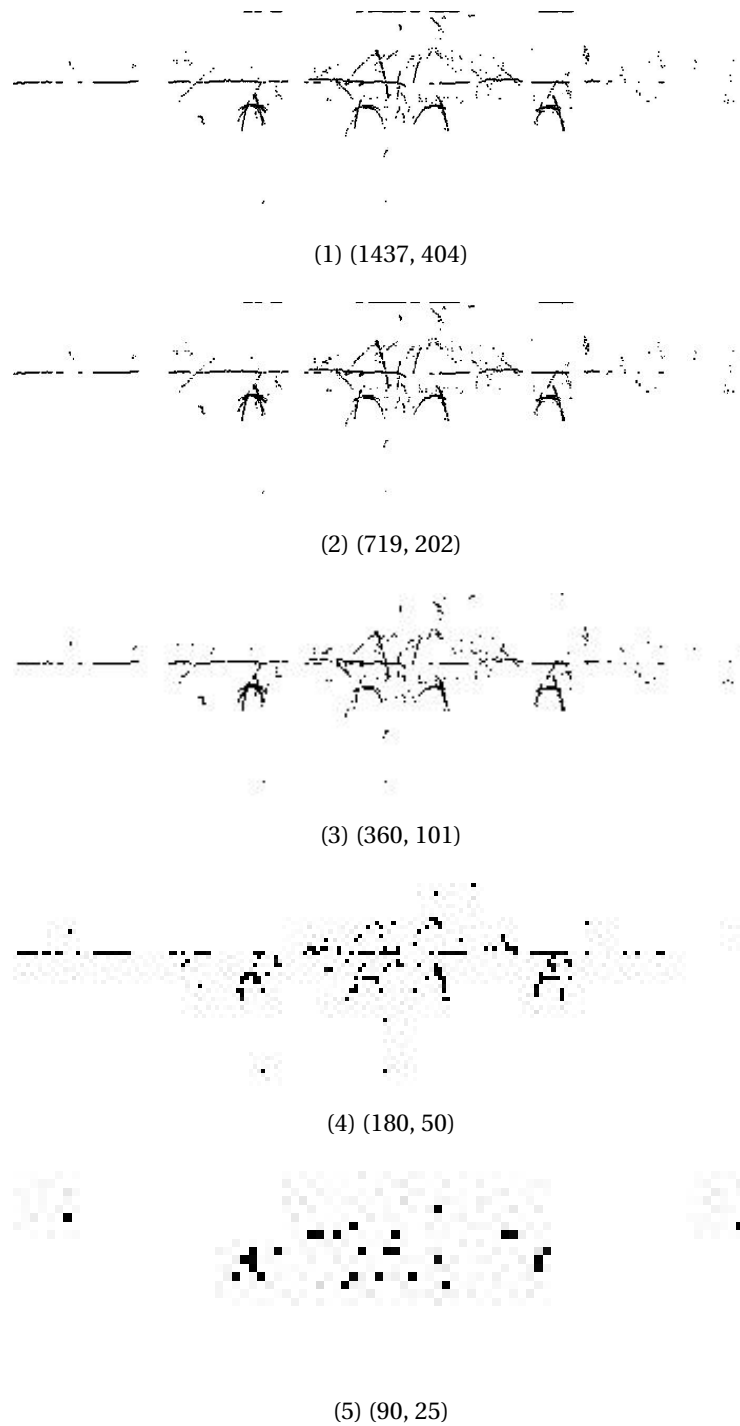 (1) (1437, 404)
(2) (719, 202)
(3) (360, 101)
(4) (180, 50)
(5) (90, 25)